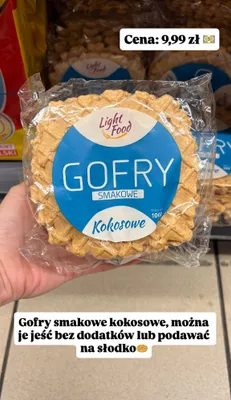 Cena: 9,99 zł 💴
Light
Food
GOFRY
SMAKOWE
Kokosowe
Gofry smakowe kokosowe, można
je jeść bez dodatków lub podawać
na słodko🥯